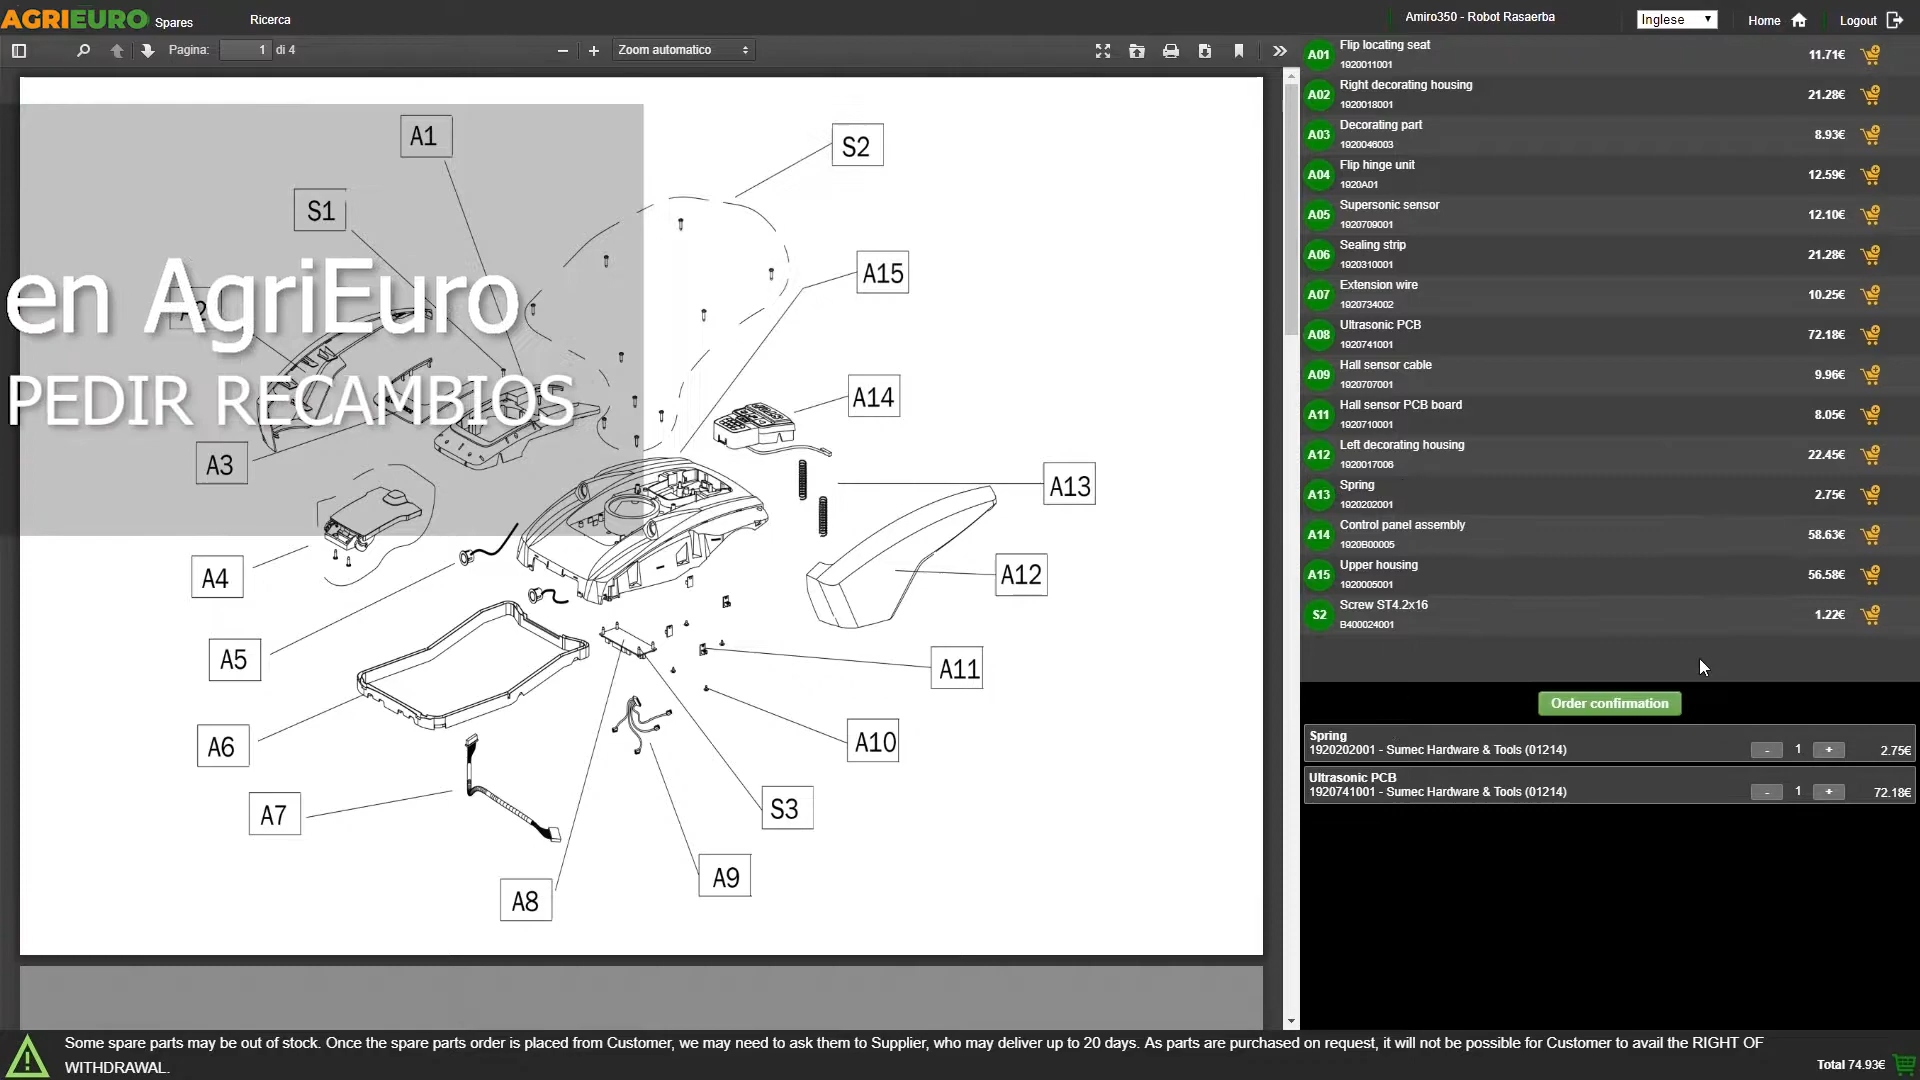 AGRIEURO Spares
Ricerca
Amiro350 - Robot Rasaerba
Inglese
Home
Logout
Pagina: 1 di 4
Zoom automatico
A1
S2
S1
A15
A2
en AgriEuro
PEDIR RECAMBIOS
A14
A3
A13
A4
A12
A5
A11
A6
A10
A7
S3
A9
A8
A01 Flip locating seat 11.71€
1920011001
A02 Right decorating housing 21.28€
1920018001
A03 Decorating part 8.93€
1920046003
A04 Flip hinge unit 12.59€
1920A01
A05 Supersonic sensor 12.10€
1920709001
A06 Sealing strip 21.28€
1920310001
A07 Extension wire 10.25€
1920734002
A08 Ultrasonic PCB 72.18€
1920741001
A09 Hall sensor cable 9.96€
1920707001
A11 Hall sensor PCB board 8.05€
1920710001
A12 Left decorating housing 22.45€
1920017006
A13 Spring 2.75€
1920202001
A14 Control panel assembly 58.63€
1920B00005
A15 Upper housing 56.58€
1920005001
S2 Screw ST4.2x16 1.22€
B400024001
Order confirmation
Spring
1920202001 - Sumec Hardware & Tools (01214) - 1 + 2.75€
Ultrasonic PCB
1920741001 - Sumec Hardware & Tools (01214) - 1 + 72.18€
Some spare parts may be out of stock. Once the spare parts order is placed from Customer, we may need to ask them to Supplier, who may deliver up to 20 days. As parts are purchased on request, it will not be possible for Customer to avail the RIGHT OF
WITHDRAWAL.
Total 74.93€